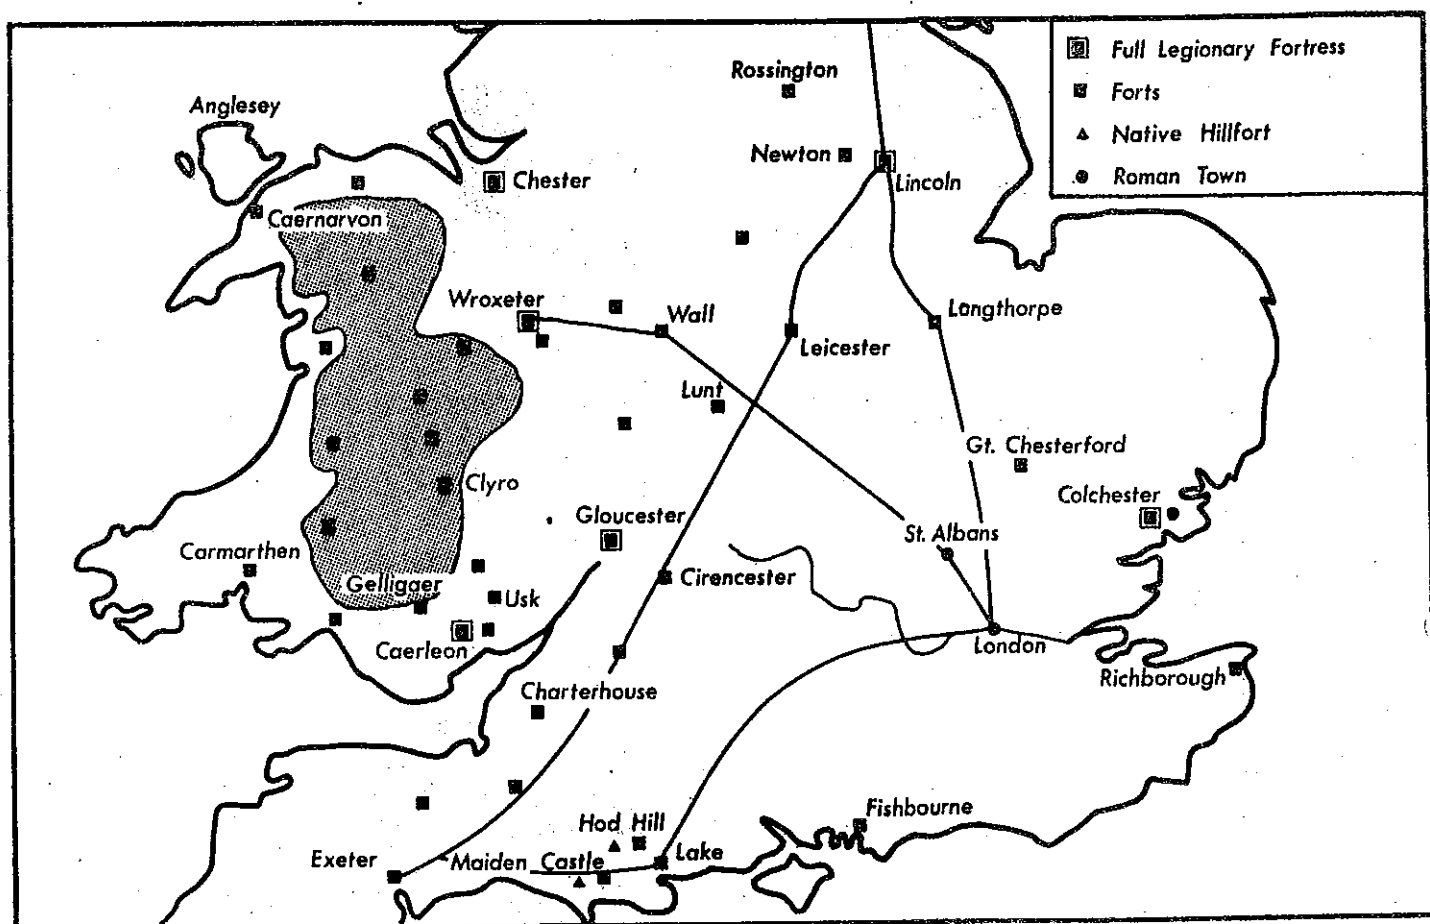 Full Legionary Fortress
Forts
Native Hillfort
Roman Town
Rossington
Anglesey
Newton
Lincoln
Chester
Caernarvon
Wroxeter
Wall
Longthorpe
Leicester
Lunt
Gt. Chesterford
Clyro
Colchester
Gloucester
St. Albans
Carmarthen
Cirencester
Gelligaer
Usk
Caerleon
London
Richborough
Charterhouse
Fishbourne
Hod Hill
Exeter
Maiden Castle
Lake